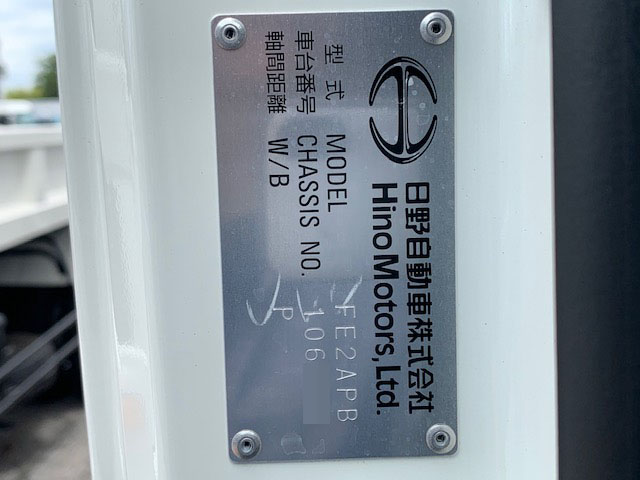 日野自動車株式会社
Hino Motors, Ltd.
型式 MODEL FE2APB
車台番号 CHASSIS NO. 106
軸間距離 W/B P